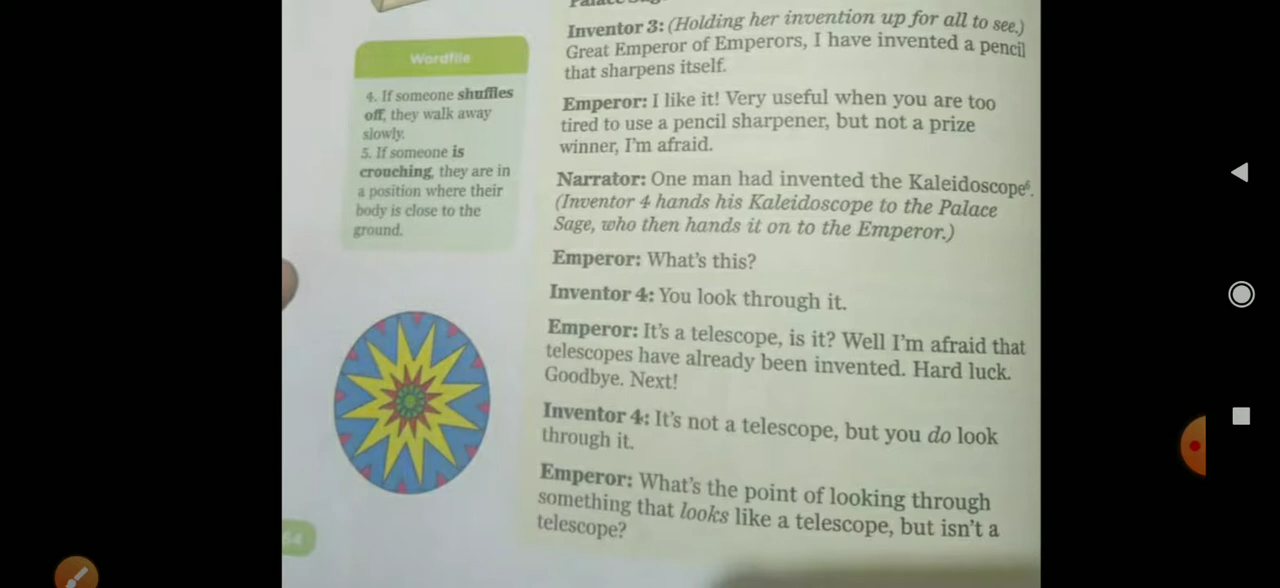 Wordfile
4. If someone shuffles
off, they walk away
slowly.
5. If someone is
crouching, they are in
a position where their
body is close to the
ground.
64
Inventor 3: (Holding her invention up for all to see.)
Great Emperor of Emperors, I have invented a pencil
that sharpens itself.
Emperor: I like it! Very useful when you are too
tired to use a pencil sharpener, but not a prize
winner, I'm afraid.
Narrator: One man had invented the Kaleidoscope⁶.
(Inventor 4 hands his Kaleidoscope to the Palace
Sage, who then hands it on to the Emperor.)
Emperor: What's this?
Inventor 4: You look through it.
Emperor: It's a telescope, is it? Well I'm afraid that
telescopes have already been invented. Hard luck.
Goodbye. Next!
Inventor 4: It's not a telescope, but you do look
through it.
Emperor: What's the point of looking through
something that looks like a telescope, but isn't a
telescope?